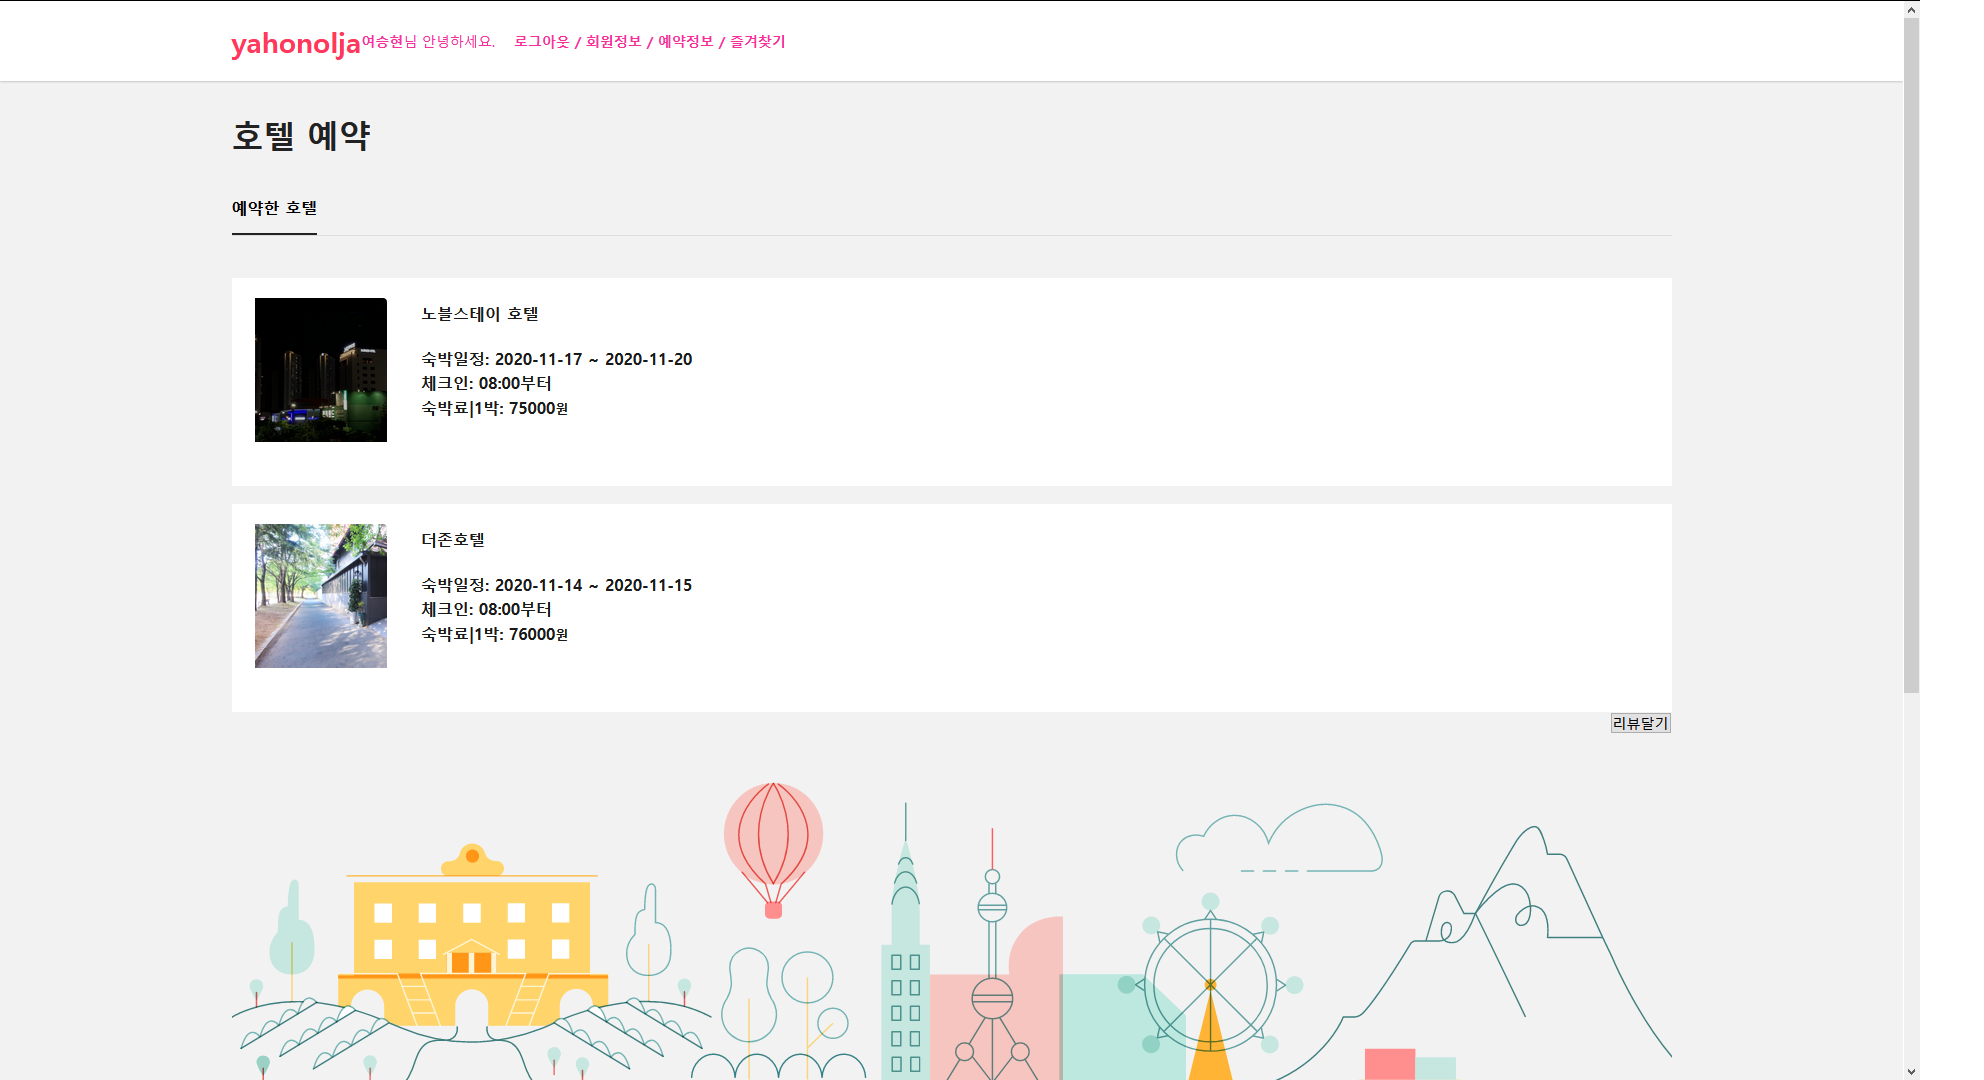 yahonolja여승현님 안녕하세요. 로그아웃 / 회원정보 / 예약정보 / 즐겨찾기
호텔 예약
예약한 호텔
노블스테이 호텔
숙박일정: 2020-11-17 ~ 2020-11-20
체크인: 08:00부터
숙박료|1박: 75000원
더존호텔
숙박일정: 2020-11-14 ~ 2020-11-15
체크인: 08:00부터
숙박료|1박: 76000원
리뷰달기